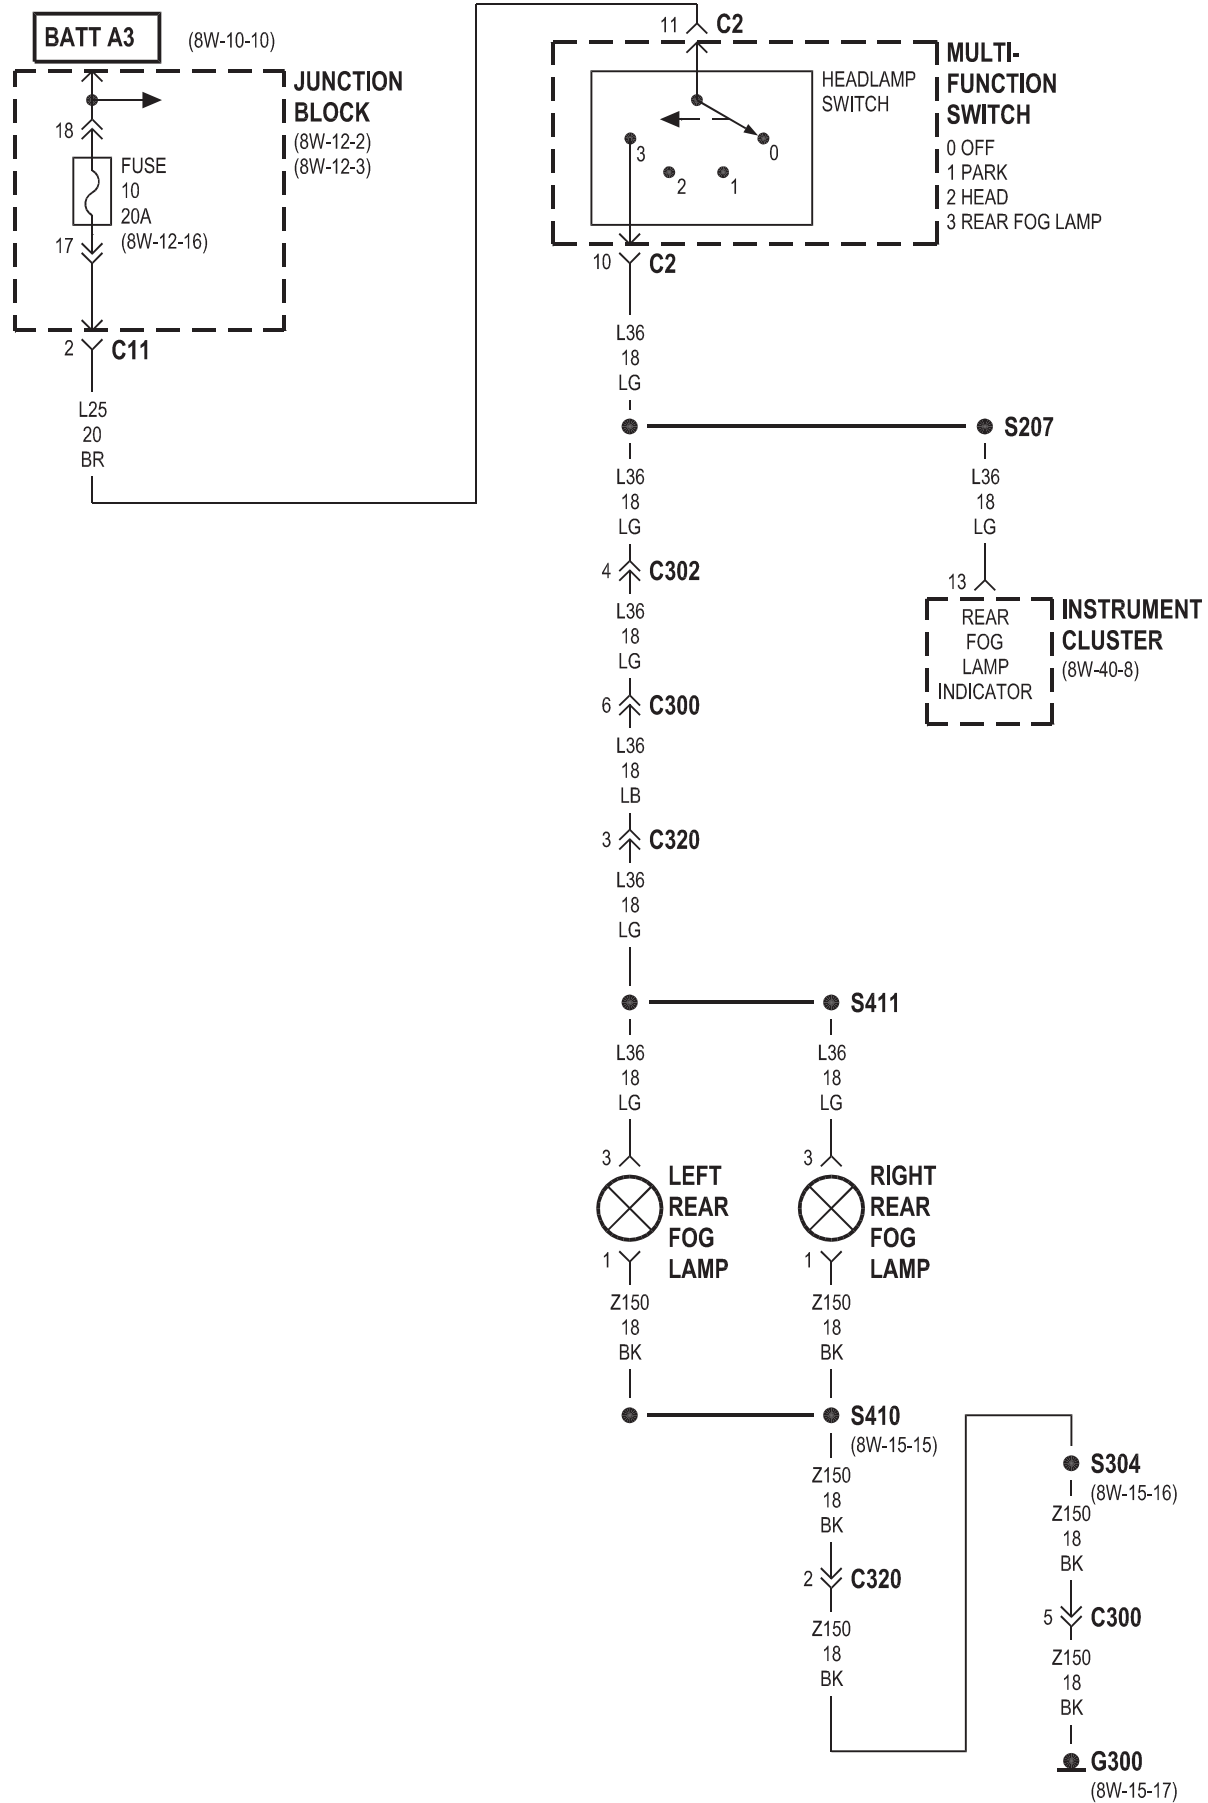 BATT A3
(8W-10-10)
JUNCTION
BLOCK
(8W-12-2)
(8W-12-3)
18
FUSE
10
20A
(8W-12-16)
17
2
C11
L25
20
BR
11
C2
HEADLAMP
SWITCH
3
2
1
0
MULTI-
FUNCTION
SWITCH
0 OFF
1 PARK
2 HEAD
3 REAR FOG LAMP
10
C2
L36
18
LG
S207
L36
18
LG
L36
18
LG
13
REAR
FOG
LAMP
INDICATOR
INSTRUMENT
CLUSTER
(8W-40-8)
4
C302
L36
18
LG
6
C300
L36
18
LB
3
C320
L36
18
LG
S411
L36
18
LG
L36
18
LG
3
LEFT
REAR
FOG
LAMP
1
3
RIGHT
REAR
FOG
LAMP
1
Z150
18
BK
Z150
18
BK
S410
(8W-15-15)
Z150
18
BK
2
C320
Z150
18
BK
S304
(8W-15-16)
Z150
18
BK
5
C300
Z150
18
BK
G300
(8W-15-17)